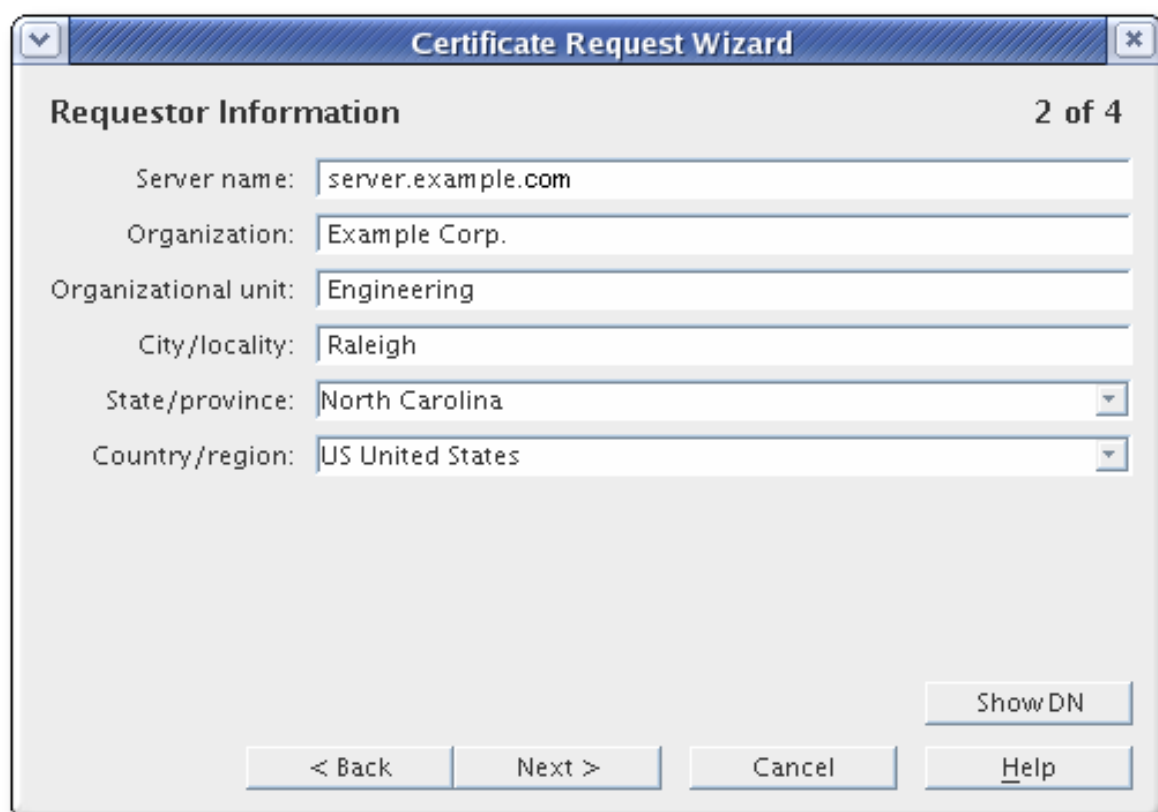 Certificate Request Wizard
Requestor Information 2 of 4
Server name: server.example.com
Organization: Example Corp.
Organizational unit: Engineering
City/locality: Raleigh
State/province: North Carolina
Country/region: US United States
Show DN
< Back Next > Cancel Help